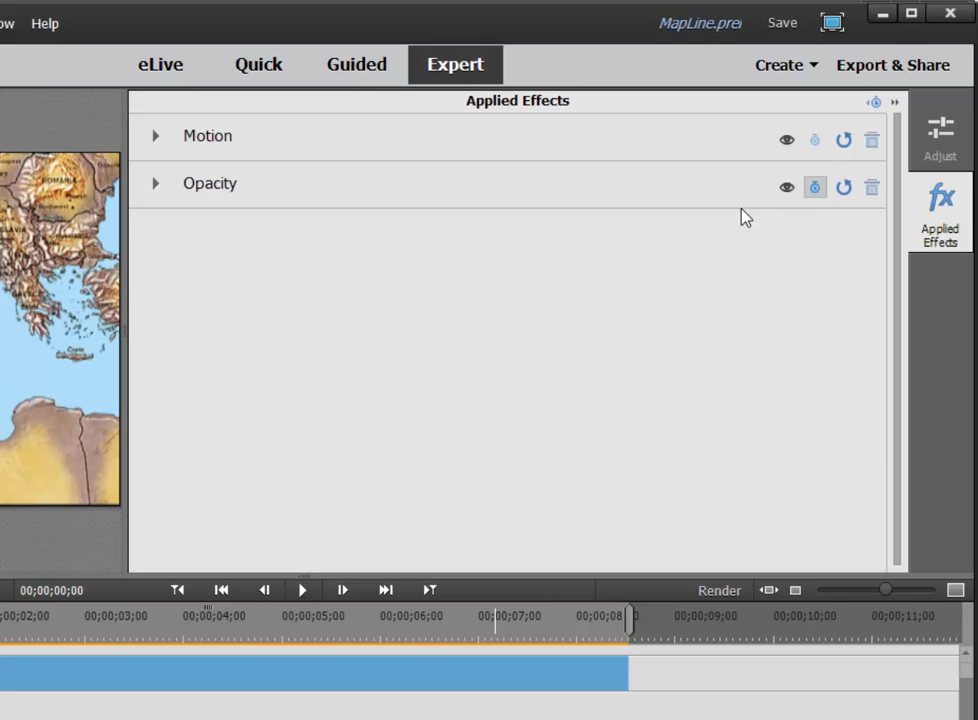 ow Help
MapLine.prel Save
eLive Quick Guided Expert
Create Export & Share
Applied Effects
Motion
Opacity
Adjust
fx
Applied
Effects
ROMANIA
00;00;00;00
Render
;00;02;00 00;00;03;00 00;00;04;00 00;00;05;00 00;00;06;00 00;00;07;00 00;00;08 00;00;09;00 00;00;10;00 00;00;11;00